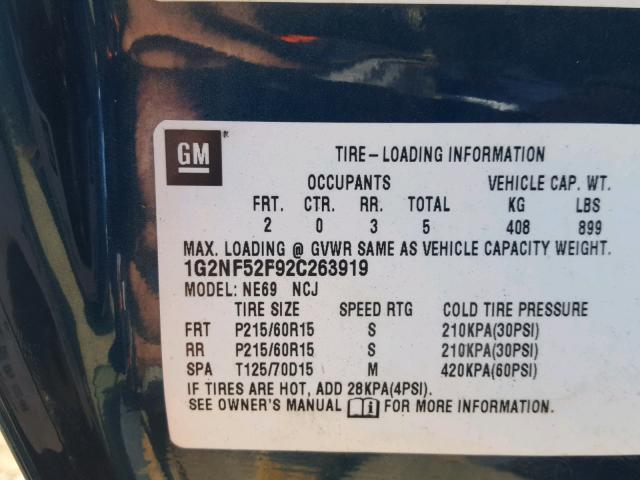 GM ®
TIRE-LOADING INFORMATION
OCCUPANTS VEHICLE CAP. WT.
FRT. CTR. RR. TOTAL KG LBS
2 0 3 5 408 899
MAX. LOADING @ GVWR SAME AS VEHICLE CAPACITY WEIGHT.
1G2NF52F92C263919
MODEL: NE69 NCJ
TIRE SIZE SPEED RTG COLD TIRE PRESSURE
FRT P215/60R15 S 210KPA(30PSI)
RR P215/60R15 S 210KPA(30PSI)
SPA T125/70D15 M 420KPA(60PSI)
IF TIRES ARE HOT, ADD 28KPA(4PSI).
SEE OWNER'S MANUAL i FOR MORE INFORMATION.